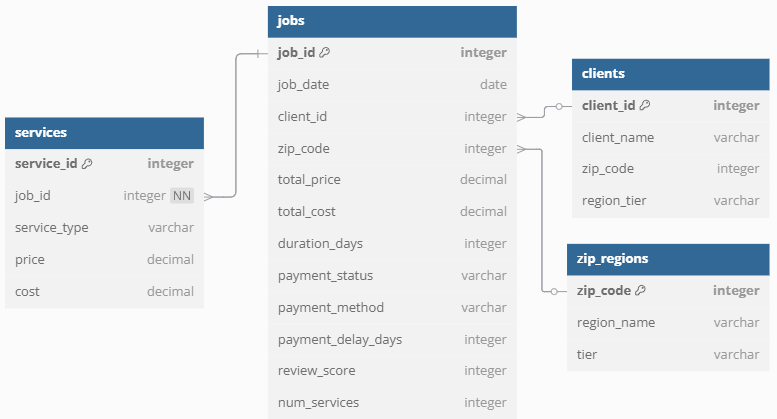 services
service_id integer
job_id integer NN
service_type varchar
price decimal
cost decimal
jobs
job_id integer
job_date date
client_id integer
zip_code integer
total_price decimal
total_cost decimal
duration_days integer
payment_status varchar
payment_method varchar
payment_delay_days integer
review_score integer
num_services integer
clients
client_id integer
client_name varchar
zip_code integer
region_tier varchar
zip_regions
zip_code integer
region_name varchar
tier varchar